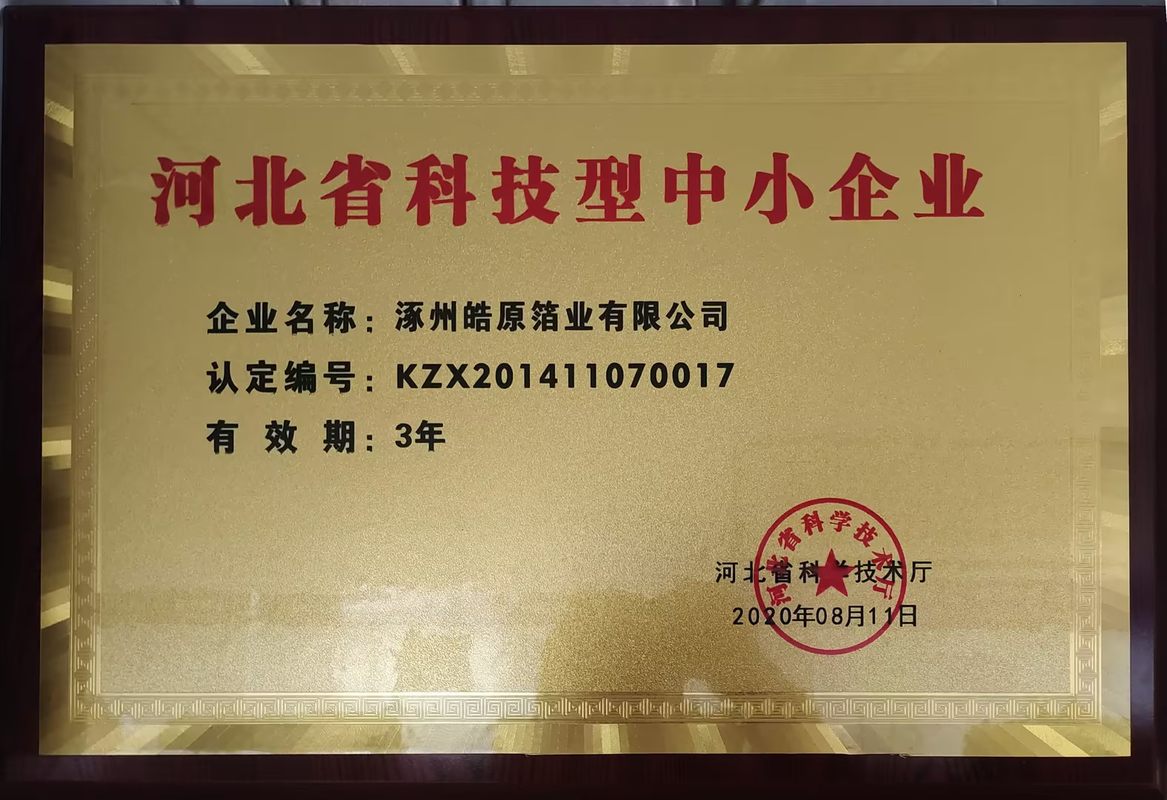 河北省科技型中小企业
企业名称：涿州皓原箔业有限公司
认定编号：KZX201411070017
有 效 期：3年
河北省科学技术厅
河北省科学技术厅
2020年08月11日